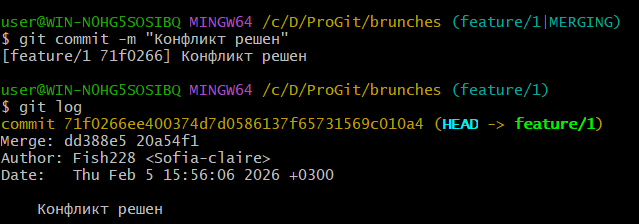 user@WIN-NOHG5SOSIBQ MINGW64 /c/D/ProGit/brunches (feature/1|MERGING)
$ git commit -m "Конфликт решен"
[feature/1 71f0266] Конфликт решен
user@WIN-NOHG5SOSIBQ MINGW64 /c/D/ProGit/brunches (feature/1)
$ git log
commit 71f0266ee400374d7d0586137f65731569c010a4 (HEAD -> feature/1)
Merge: dd388e5 20a54f1
Author: Fish228 <Sofia-claire>
Date:   Thu Feb 5 15:56:06 2026 +0300
Конфликт решен